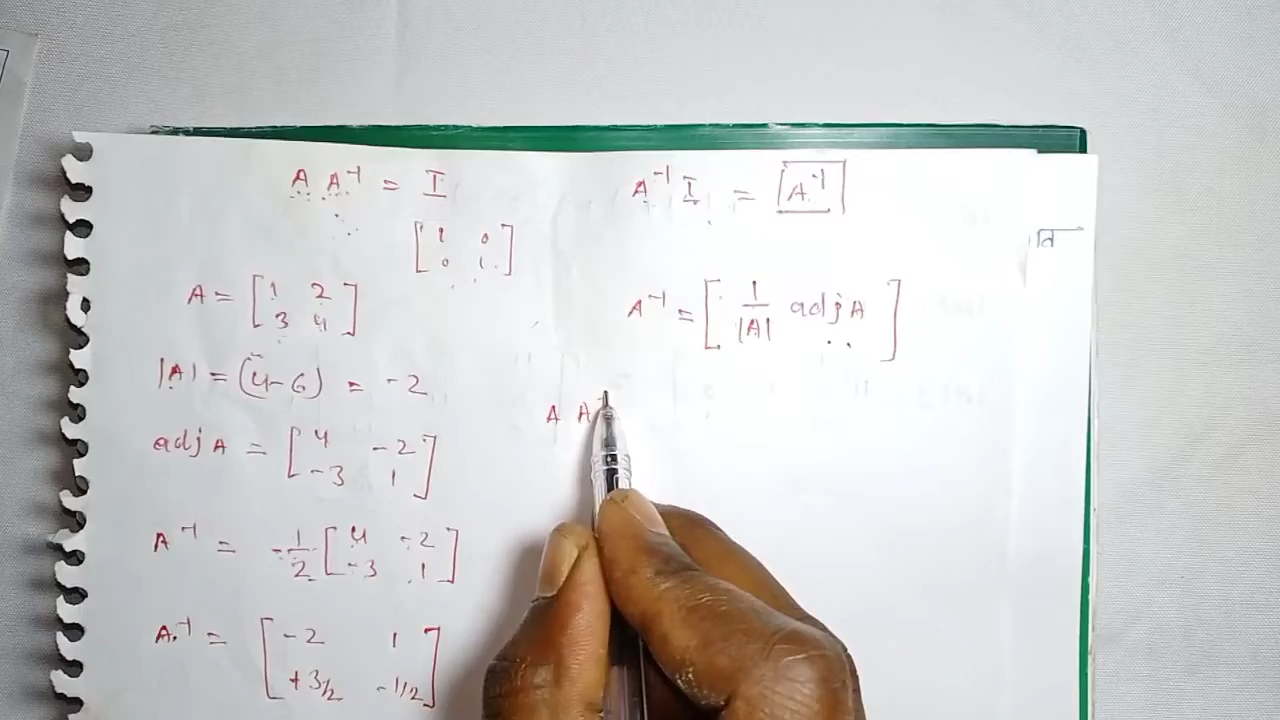 A A⁻¹ = I
[1 0
0 1]
A = [1 2
3 4]
|A| = (4-6) = -2
adj A = [4 -2
-3 1]
A⁻¹ = -1/2 [4 -2
-3 1]
A⁻¹ = [-2 1
+3/2 -1/2]
A⁻¹ I = A⁻¹
A⁻¹ = [1/|A| adj A]
A A⁻